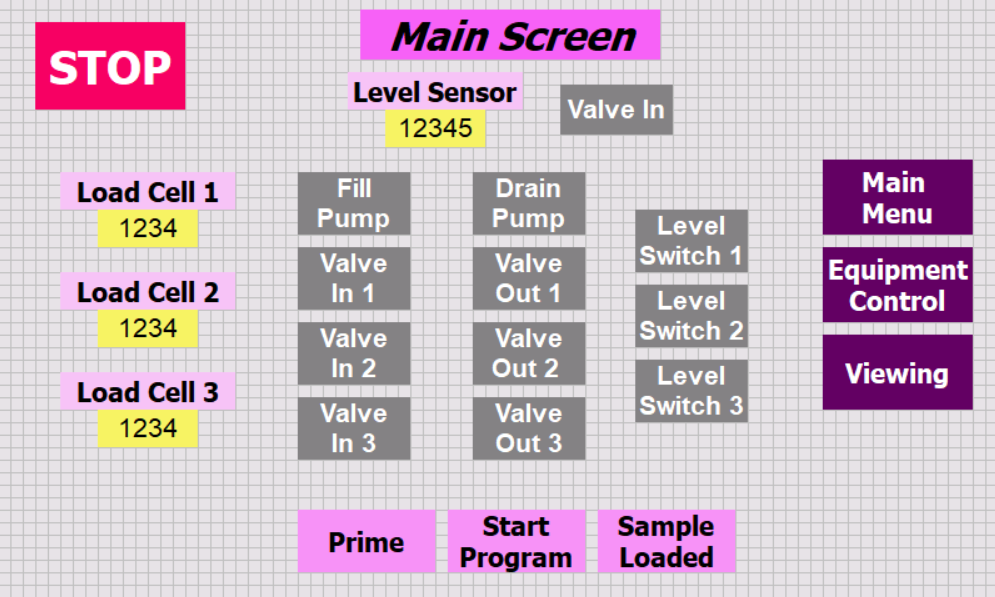 Main Screen
STOP
Level Sensor
12345
Valve In
Load Cell 1
1234
Load Cell 2
1234
Load Cell 3
1234
Fill
Pump
Valve
In 1
Valve
In 2
Valve
In 3
Drain
Pump
Valve
Out 1
Valve
Out 2
Valve
Out 3
Level
Switch 1
Level
Switch 2
Level
Switch 3
Main
Menu
Equipment
Control
Viewing
Prime
Start
Program
Sample
Loaded